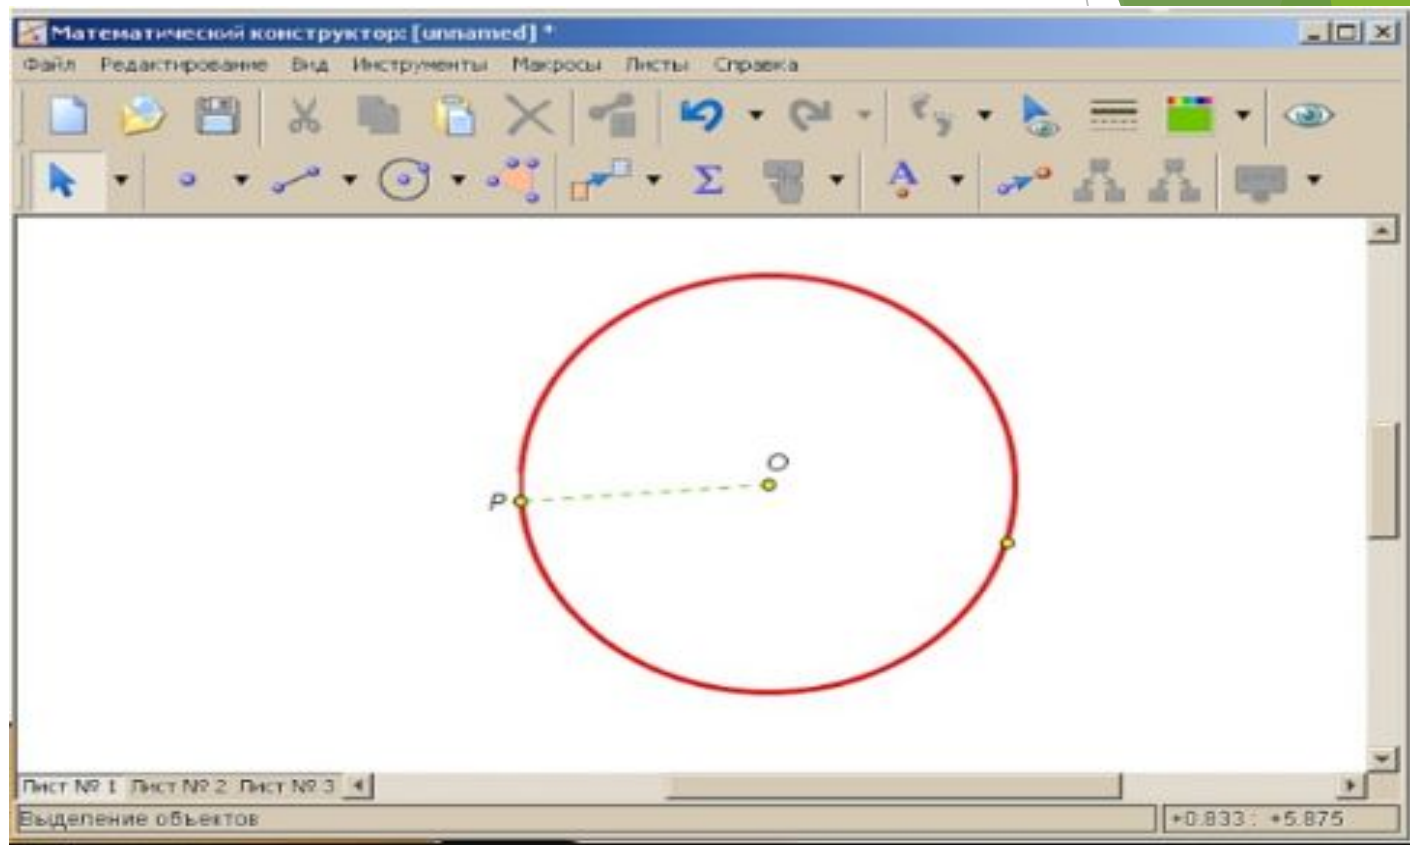 Математический конструктор: [unnamed] *
Файл Редактирование Вид Инструменты Макросы Листы Справка
Σ A
O
P
Лист № 1 Лист № 2 Лист № 3
Выделение объектов
+0.833 : +5.875